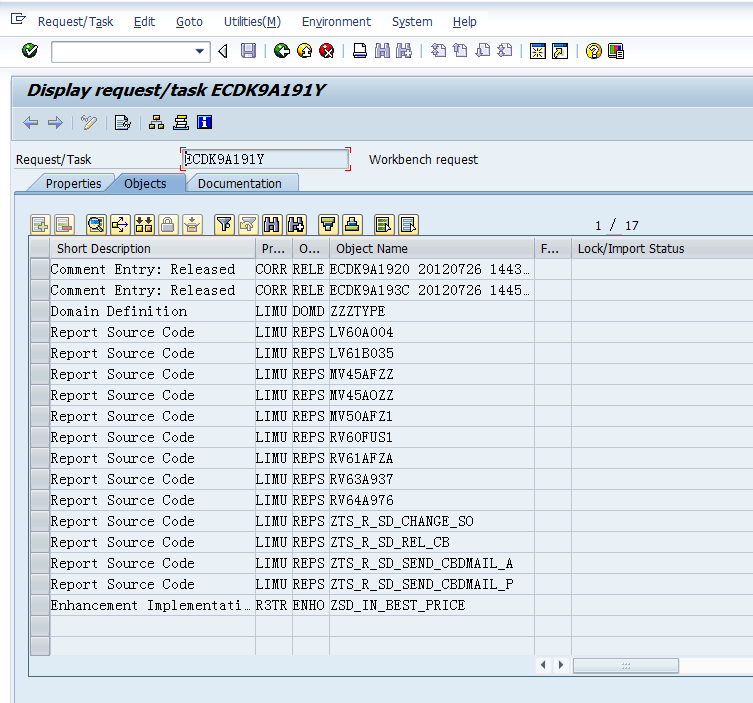 Request/Task Edit Goto Utilities(M) Environment System Help
Display request/task ECDK9A191Y
Request/Task ECDK9A191Y Workbench request
Properties Objects Documentation
1 / 17
Short Description Pr... O... Object Name F... Lock/Import Status
Comment Entry: Released CORR RELE ECDK9A1920 20120726 1443...
Comment Entry: Released CORR RELE ECDK9A193C 20120726 1445...
Domain Definition LIMU DOMD ZZZTYPE
Report Source Code LIMU REPS LV60A004
Report Source Code LIMU REPS LV61B035
Report Source Code LIMU REPS MV45AFZZ
Report Source Code LIMU REPS MV45AOZZ
Report Source Code LIMU REPS MV50AFZ1
Report Source Code LIMU REPS RV60FUS1
Report Source Code LIMU REPS RV61AFZA
Report Source Code LIMU REPS RV63A937
Report Source Code LIMU REPS RV64A976
Report Source Code LIMU REPS ZTS_R_SD_CHANGE_SO
Report Source Code LIMU REPS ZTS_R_SD_REL_CB
Report Source Code LIMU REPS ZTS_R_SD_SEND_CBDMAIL_A
Report Source Code LIMU REPS ZTS_R_SD_SEND_CBDMAIL_P
Enhancement Implementati... R3TR ENHO ZSD_IN_BEST_PRICE